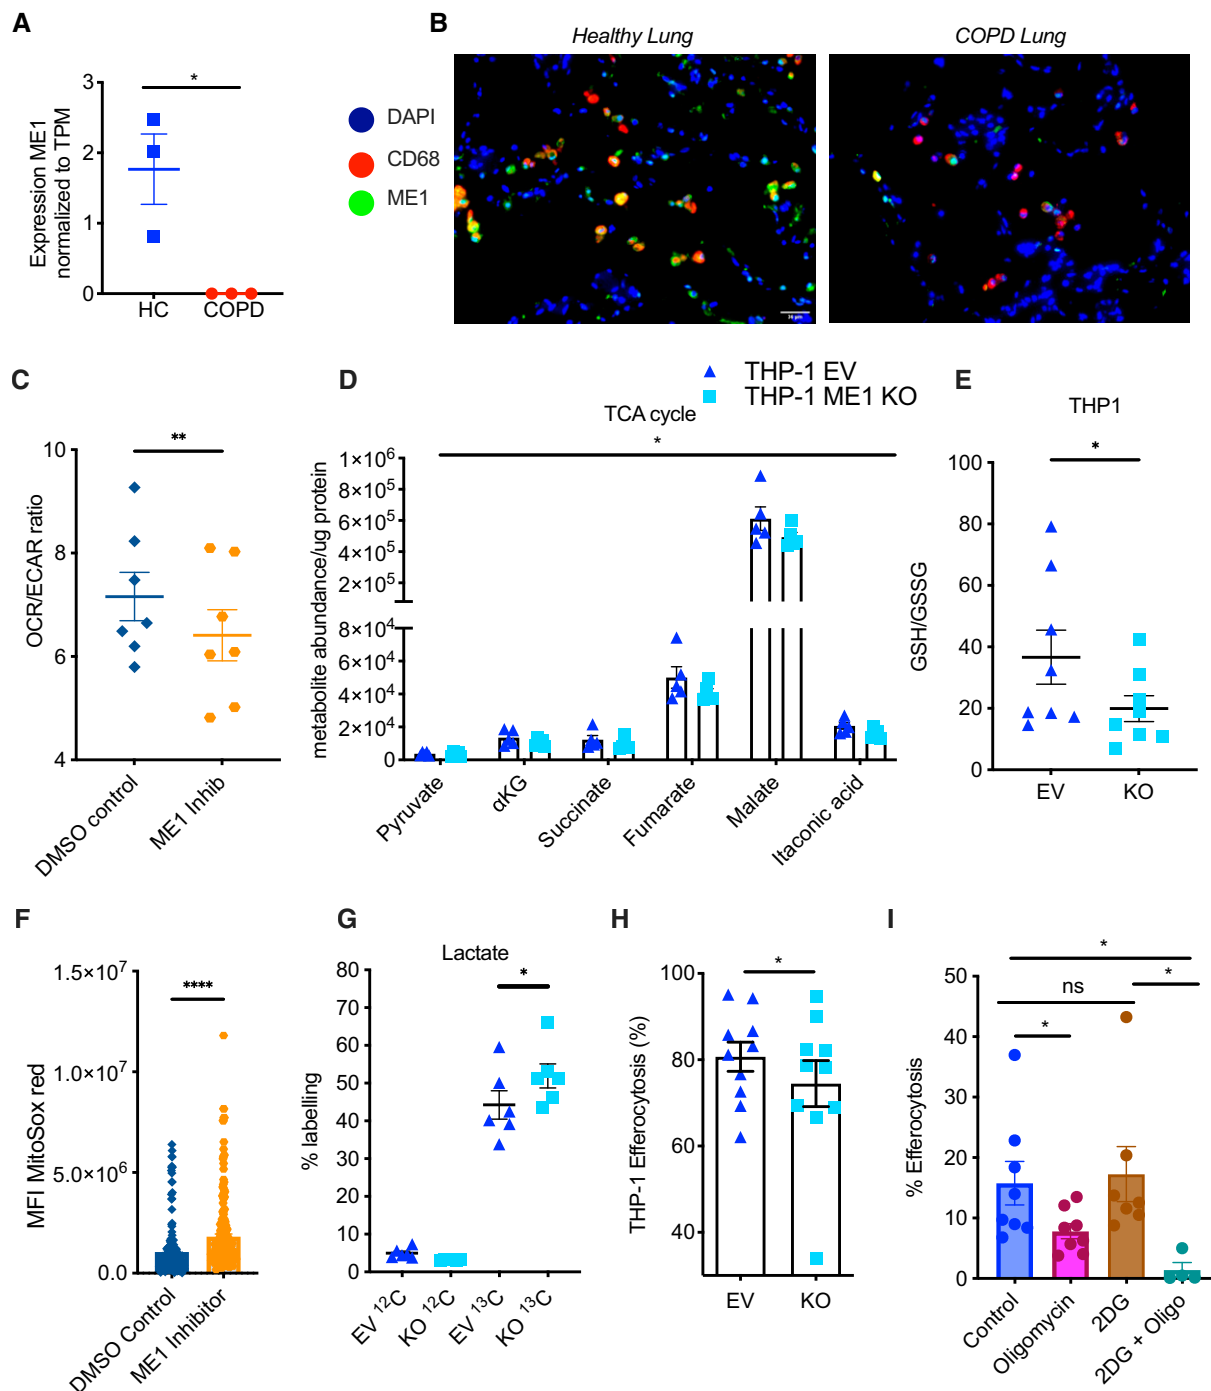 A
Expression ME1
normalized to TPM
3
2
1
0
*
HC
COPD
DAPI
CD68
ME1
B
Healthy Lung
COPD Lung
C
OCR/ECAR ratio
10
8
6
4
**
DMSO control
ME1 Inhib
D
THP-1 EV
THP-1 ME1 KO
TCA cycle
*
metabolite abundance/ug protein
1×10⁶
8×10⁵
6×10⁵
4×10⁵
2×10⁵
8×10⁴
6×10⁴
4×10⁴
2×10⁴
0
Pyruvate
αKG
Succinate
Fumarate
Malate
Itaconic acid
E
THP1
*
GSH/GSSG
100
80
60
40
20
0
EV
KO
F
MFI MitoSox red
1.5×10⁷
1.0×10⁷
5.0×10⁶
0.0
****
DMSO Control
ME1 Inhibitor
G
Lactate
*
% labelling
80
70
60
50
40
30
20
10
0
EV ¹²C
KO ¹²C
EV ¹³C
KO ¹³C
H
*
THP-1 Efferocytosis (%)
100
80
60
40
EV
KO
I
*
ns
*
*
% Efferocytosis
50
40
30
20
10
0
Control
Oligomycin
2DG
2DG + Oligo